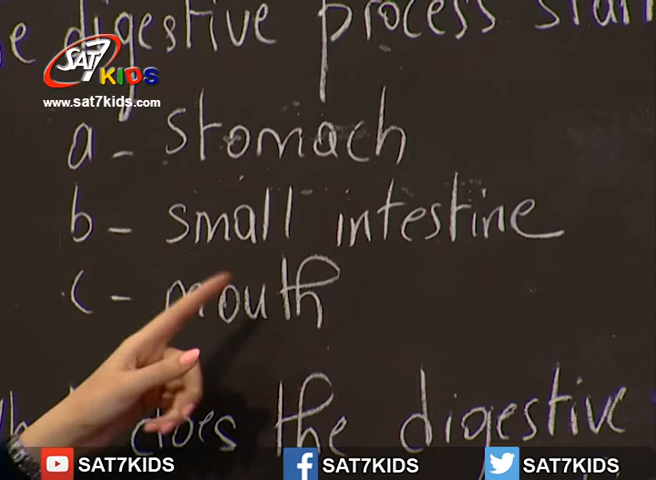 digestive process
SAT7
KIDS
www.sat7kids.com
a - stomach
b - small intestine
c - mouth
does the digestive
SAT7KIDS SAT7KIDS SAT7KIDS